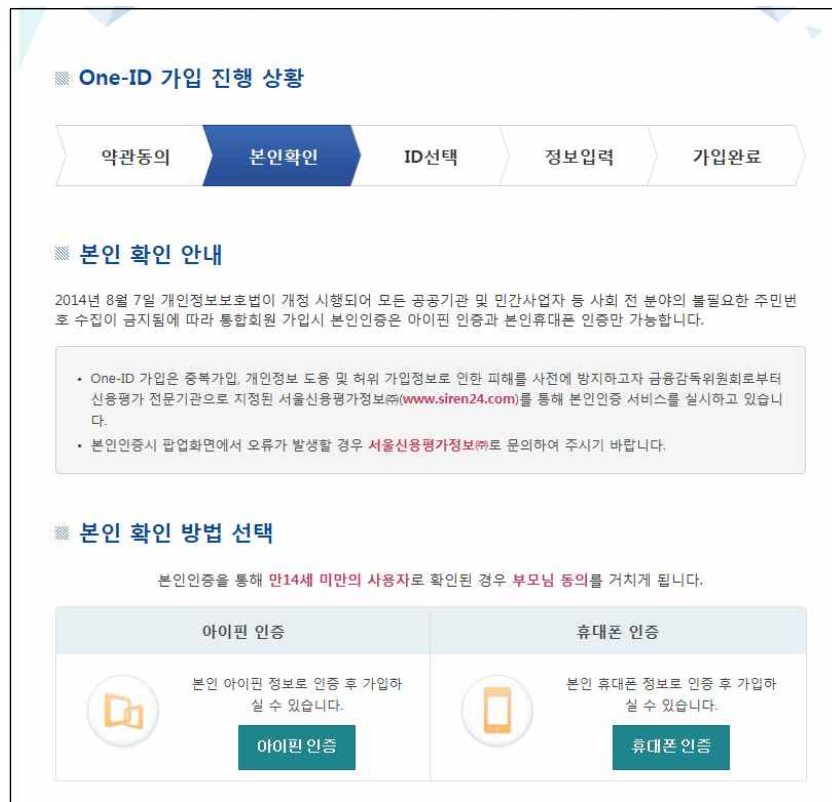 One-ID 가입 진행 상황
약관동의 본인확인 ID선택 정보입력 가입완료
본인 확인 안내
2014년 8월 7일 개인정보보호법이 개정 시행되어 모든 공공기관 및 민간사업자 등 사회 전 분야의 불필요한 주민번
호 수집이 금지됨에 따라 통합회원 가입시 본인인증은 아이핀 인증과 본인휴대폰 인증만 가능합니다.
• One-ID 가입은 중복가입, 개인정보 도용 및 허위 가입정보로 인한 피해를 사전에 방지하고자 금융감독위원회로부터
신용평가 전문기관으로 지정된 서울신용평가정보㈜(www.siren24.com)를 통해 본인인증 서비스를 실시하고 있습니
다.
• 본인인증시 팝업화면에서 오류가 발생할 경우 서울신용평가정보㈜로 문의하여 주시기 바랍니다.
본인 확인 방법 선택
본인인증을 통해 만14세 미만의 사용자로 확인된 경우 부모님 동의를 거치게 됩니다.
아이핀 인증
본인 아이핀 정보로 인증 후 가입하
실 수 있습니다.
아이핀 인증
휴대폰 인증
본인 휴대폰 정보로 인증 후 가입하
실 수 있습니다.
휴대폰 인증